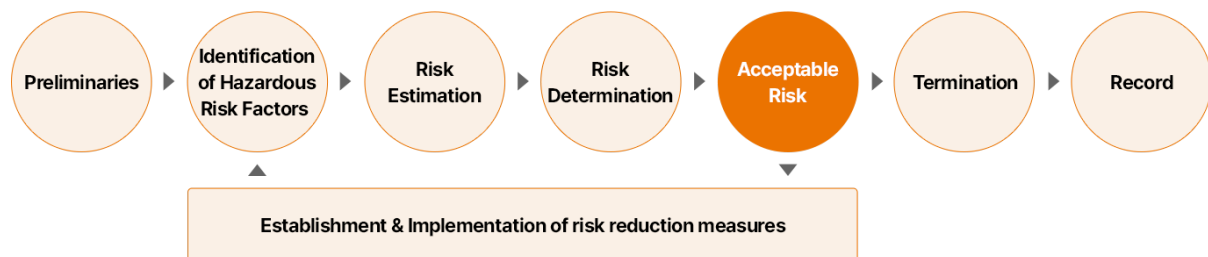 Preliminaries
Identification
of Hazardous
Risk Factors
Risk
Estimation
Risk
Determination
Acceptable
Risk
Termination
Record
Establishment & Implementation of risk reduction measures